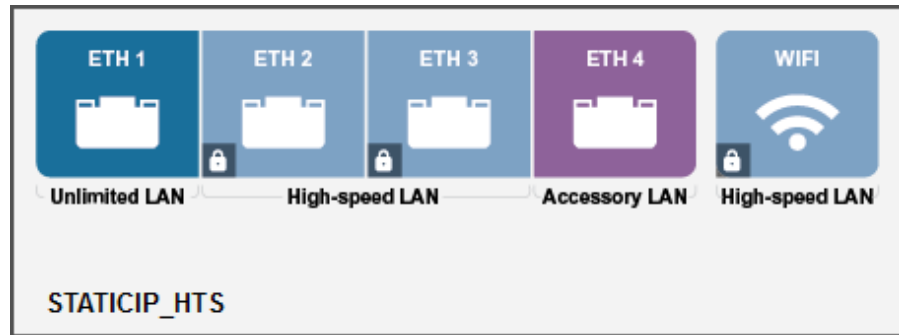 ETH 1 ETH 2 ETH 3 ETH 4 WIFI
Unlimited LAN High-speed LAN Accessory LAN High-speed LAN
STATICIP_HTS